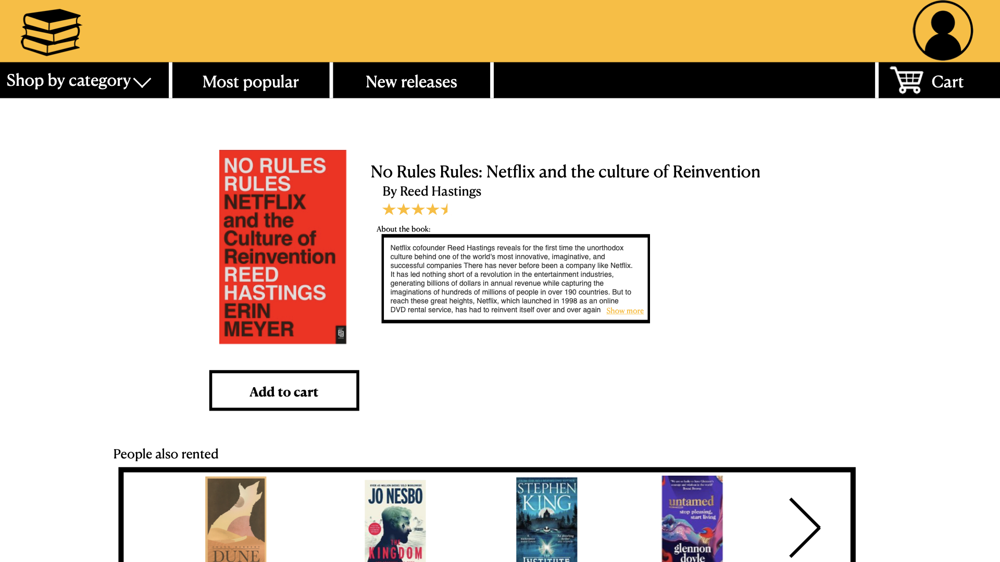 Shop by category
Most popular
New releases
Cart
NO RULES
RULES
NETFLIX
and the
Culture of
Reinvention
REED
HASTINGS
ERIN
MEYER
No Rules Rules: Netflix and the culture of Reinvention
By Reed Hastings
About the book:
Netflix cofounder Reed Hastings reveals for the first time the unorthodox
culture behind one of the world's most innovative, imaginative, and
successful companies There has never before been a company like Netflix.
It has led nothing short of a revolution in the entertainment industries,
generating billions of dollars in annual revenue while capturing the
imaginations of hundreds of millions of people in over 190 countries. But to
reach these great heights, Netflix, which launched in 1998 as an online
DVD rental service, has had to reinvent itself over and over again Show more
Add to cart
People also rented
FRANK HERBERT
DUNE
OVER 45 MILLION BOOKS SOLD WORLDWIDE
JO NESBO
THE
KINGDOM
STEPHEN
KING
THE
INSTITUTE
untamed
stop pleasing,
start living
glennon
doyle